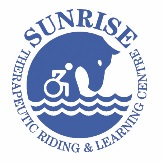 SUNRISE
THERAPEUTIC RIDING & LEARNING CENTRE